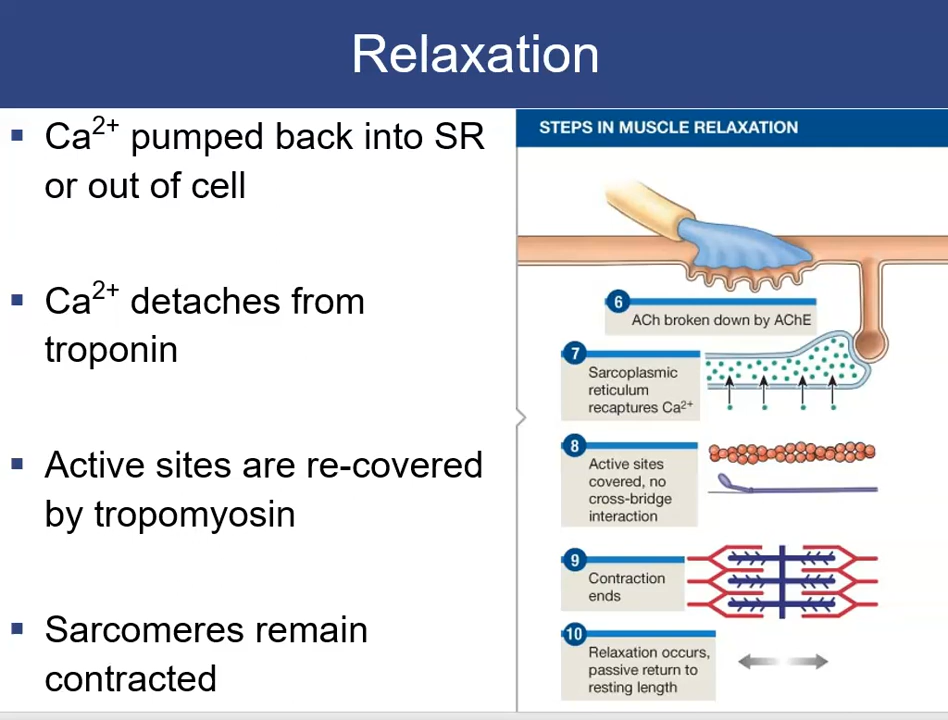 Relaxation
Ca²⁺ pumped back into SR
or out of cell
Ca²⁺ detaches from
troponin
Active sites are re-covered
by tropomyosin
Sarcomeres remain
contracted
STEPS IN MUSCLE RELAXATION
6
ACh broken down by AChE
7
Sarcoplasmic
reticulum
recaptures Ca²⁺
8
Active sites
covered, no
cross-bridge
interaction
9
Contraction
ends
10
Relaxation occurs,
passive return to
resting length